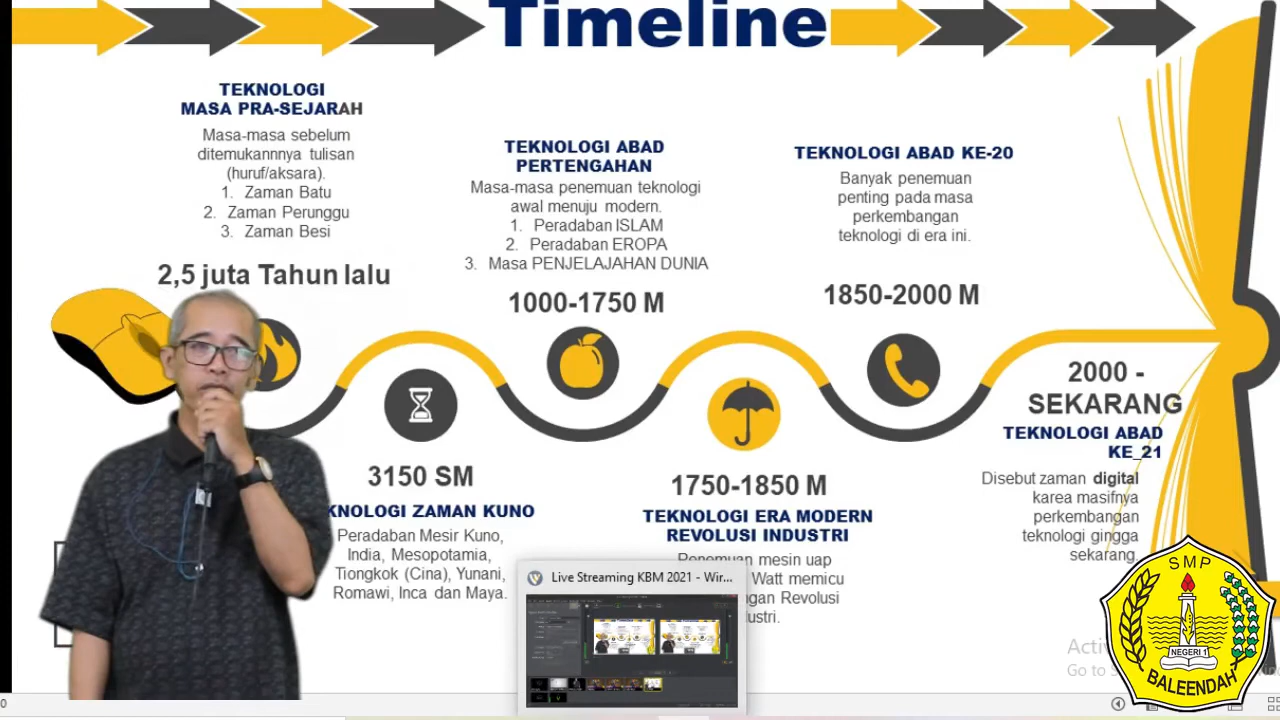 Timeline
TEKNOLOGI
MASA PRA-SEJARAH
Masa-masa sebelum
ditemukannnya tulisan
(huruf/aksara).
1. Zaman Batu
2. Zaman Perunggu
3. Zaman Besi
2,5 juta Tahun lalu
3150 SM
KNOLOGI ZAMAN KUNO
Peradaban Mesir Kuno,
India, Mesopotamia,
Tiongkok (Cina), Yunani,
Romawi, Inca dan Maya.
TEKNOLOGI ABAD
PERTENGAHAN
Masa-masa penemuan teknologi
awal menuju modern.
1. Peradaban ISLAM
2. Peradaban EROPA
3. Masa PENJELAJAHAN DUNIA
1000-1750 M
1750-1850 M
TEKNOLOGI ERA MODERN
REVOLUSI INDUSTRI
Penemuan mesin uap
Watt memicu
ngan Revolusi
ustri.
TEKNOLOGI ABAD KE-20
Banyak penemuan
penting pada masa
perkembangan
teknologi di era ini.
1850-2000 M
2000 -
SEKARANG
TEKNOLOGI ABAD
KE_21
Disebut zaman digital
karea masifnya
perkembangan
teknologi gingga
sekarang.
Live Streaming KBM 2021 - Wir...
Activ
Go to S
SMP
NEGERI 1
BALEENDAH